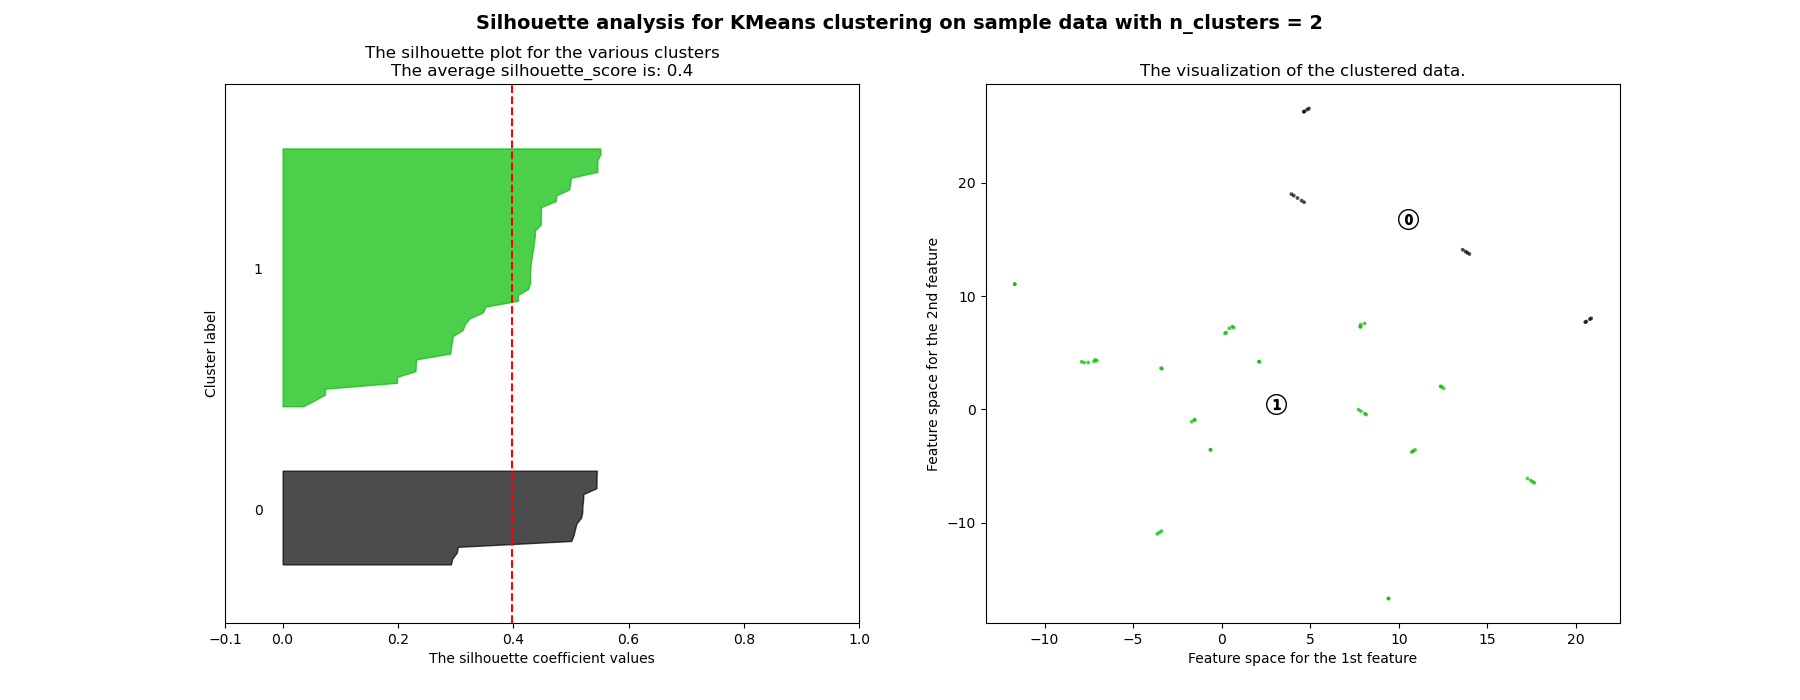 Silhouette analysis for KMeans clustering on sample data with n_clusters = 2
The silhouette plot for the various clusters
The average silhouette_score is: 0.4
Cluster label
1
0
−0.1 0.0 0.2 0.4 0.6 0.8 1.0
The silhouette coefficient values
The visualization of the clustered data.
Feature space for the 2nd feature
20
10
0
−10
0
1
−10 −5 0 5 10 15 20
Feature space for the 1st feature